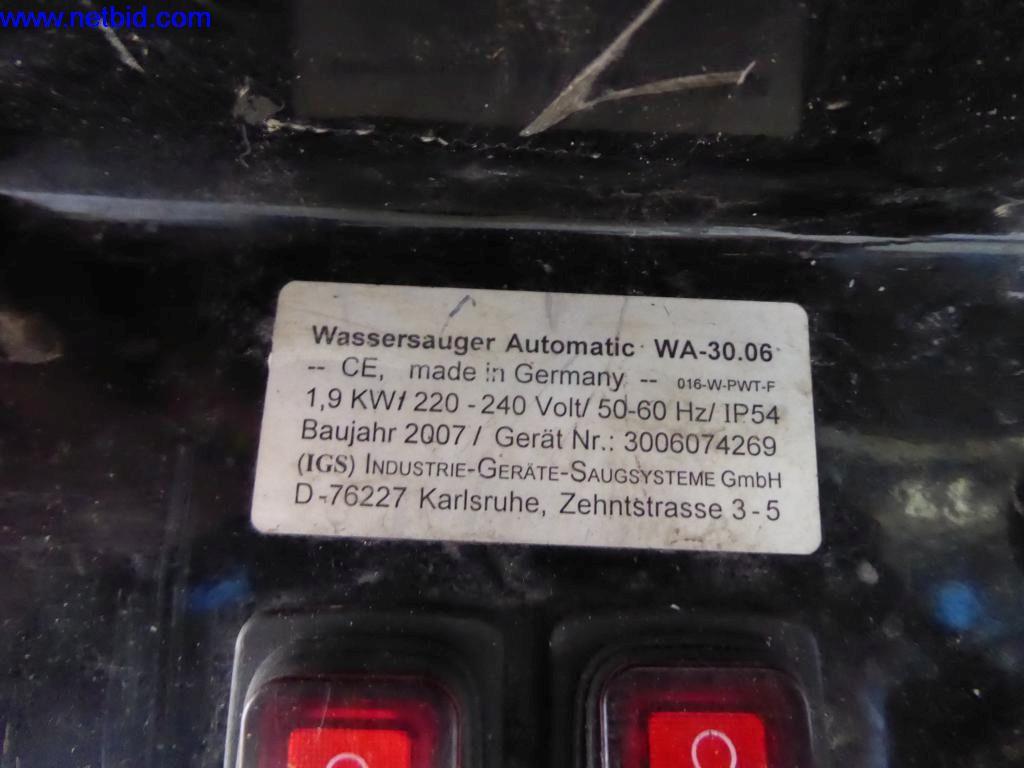 www.netbid.com
Wassersauger Automatic WA-30.06
-- CE, made in Germany -- 016-W-PWT-F
1,9 KW/ 220 - 240 Volt/ 50-60 Hz/ IP54
Baujahr 2007 / Gerät Nr.: 3006074269
(IGS) INDUSTRIE-GERÄTE-SAUGSYSTEME GmbH
D-76227 Karlsruhe, Zehntstrasse 3 - 5